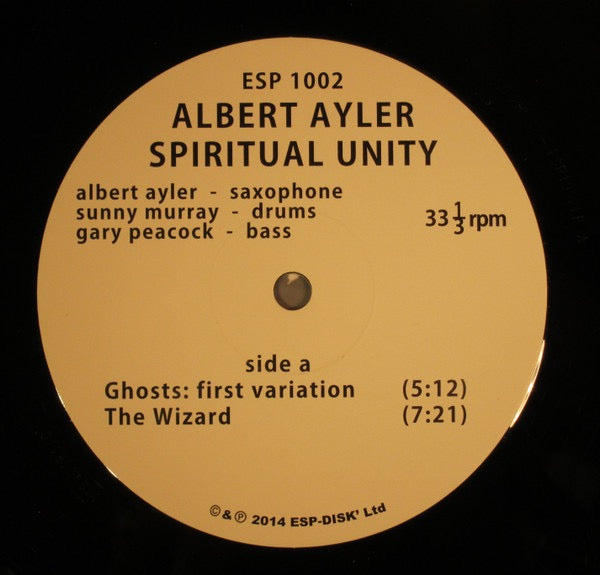 ESP 1002
ALBERT AYLER
SPIRITUAL UNITY
albert ayler - saxophone
sunny murray - drums
gary peacock - bass
33 1/3 rpm
side a
Ghosts: first variation (5:12)
The Wizard (7:21)
© & ℗ 2014 ESP-DISK' Ltd